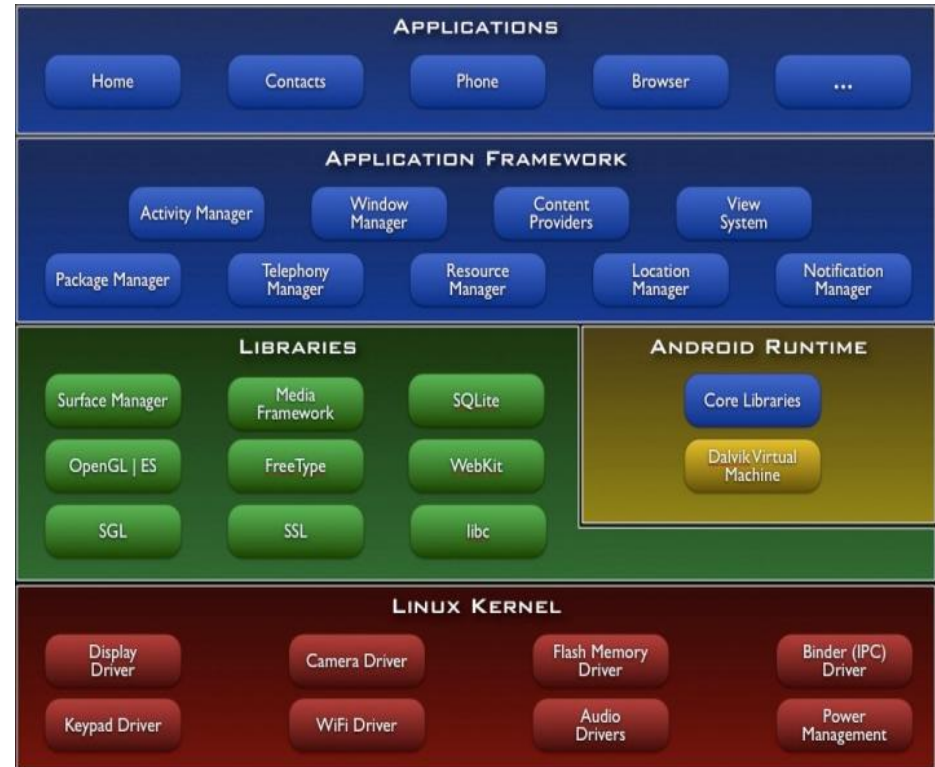 APPLICATIONS
Home
Contacts
Phone
Browser
...
APPLICATION FRAMEWORK
Activity Manager
Window
Manager
Content
Providers
View
System
Package Manager
Telephony
Manager
Resource
Manager
Location
Manager
Notification
Manager
LIBRARIES
Surface Manager
Media
Framework
SQLite
OpenGL | ES
FreeType
WebKit
SGL
SSL
libc
ANDROID RUNTIME
Core Libraries
Dalvik Virtual
Machine
LINUX KERNEL
Display
Driver
Camera Driver
Flash Memory
Driver
Binder (IPC)
Driver
Keypad Driver
WiFi Driver
Audio
Drivers
Power
Management